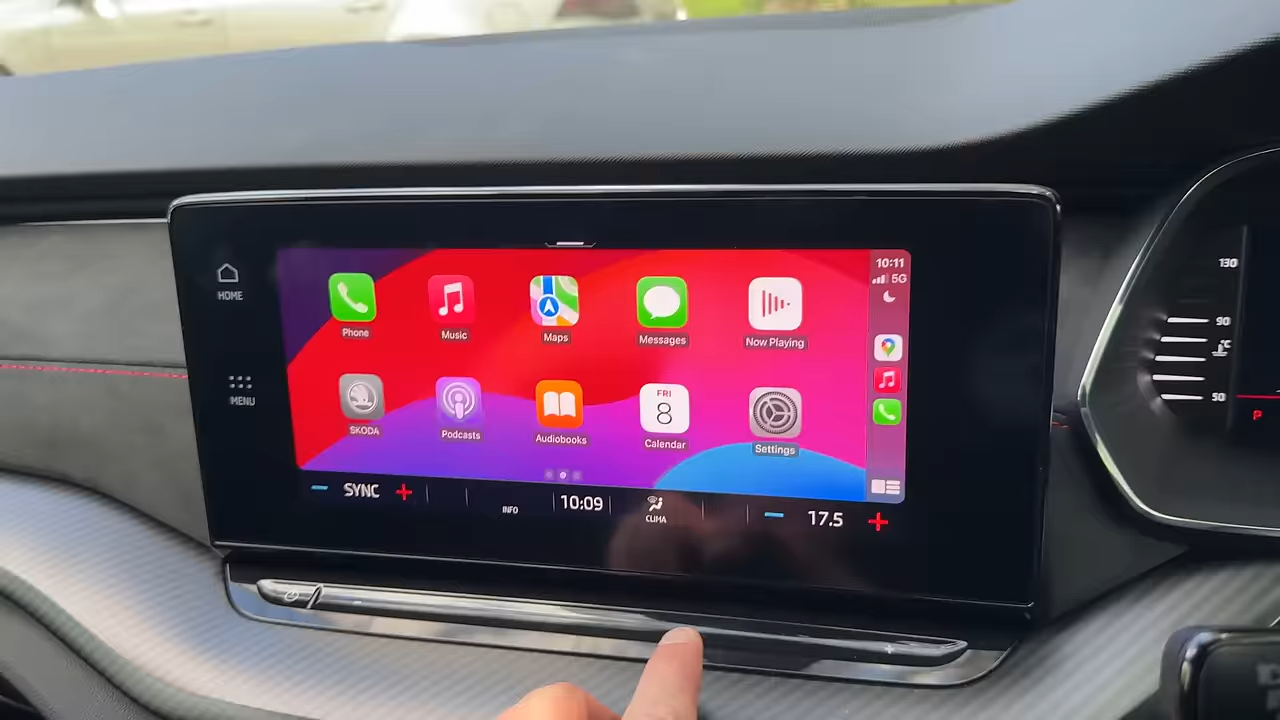 HOME
MENU
10:11
5G
Phone
Music
Maps
Messages
Now Playing
SKODA
Podcasts
Audiobooks
FRI
8
Calendar
Settings
SYNC
INFO
10:09
CLIMA
17.5
130
90
°C
50
P